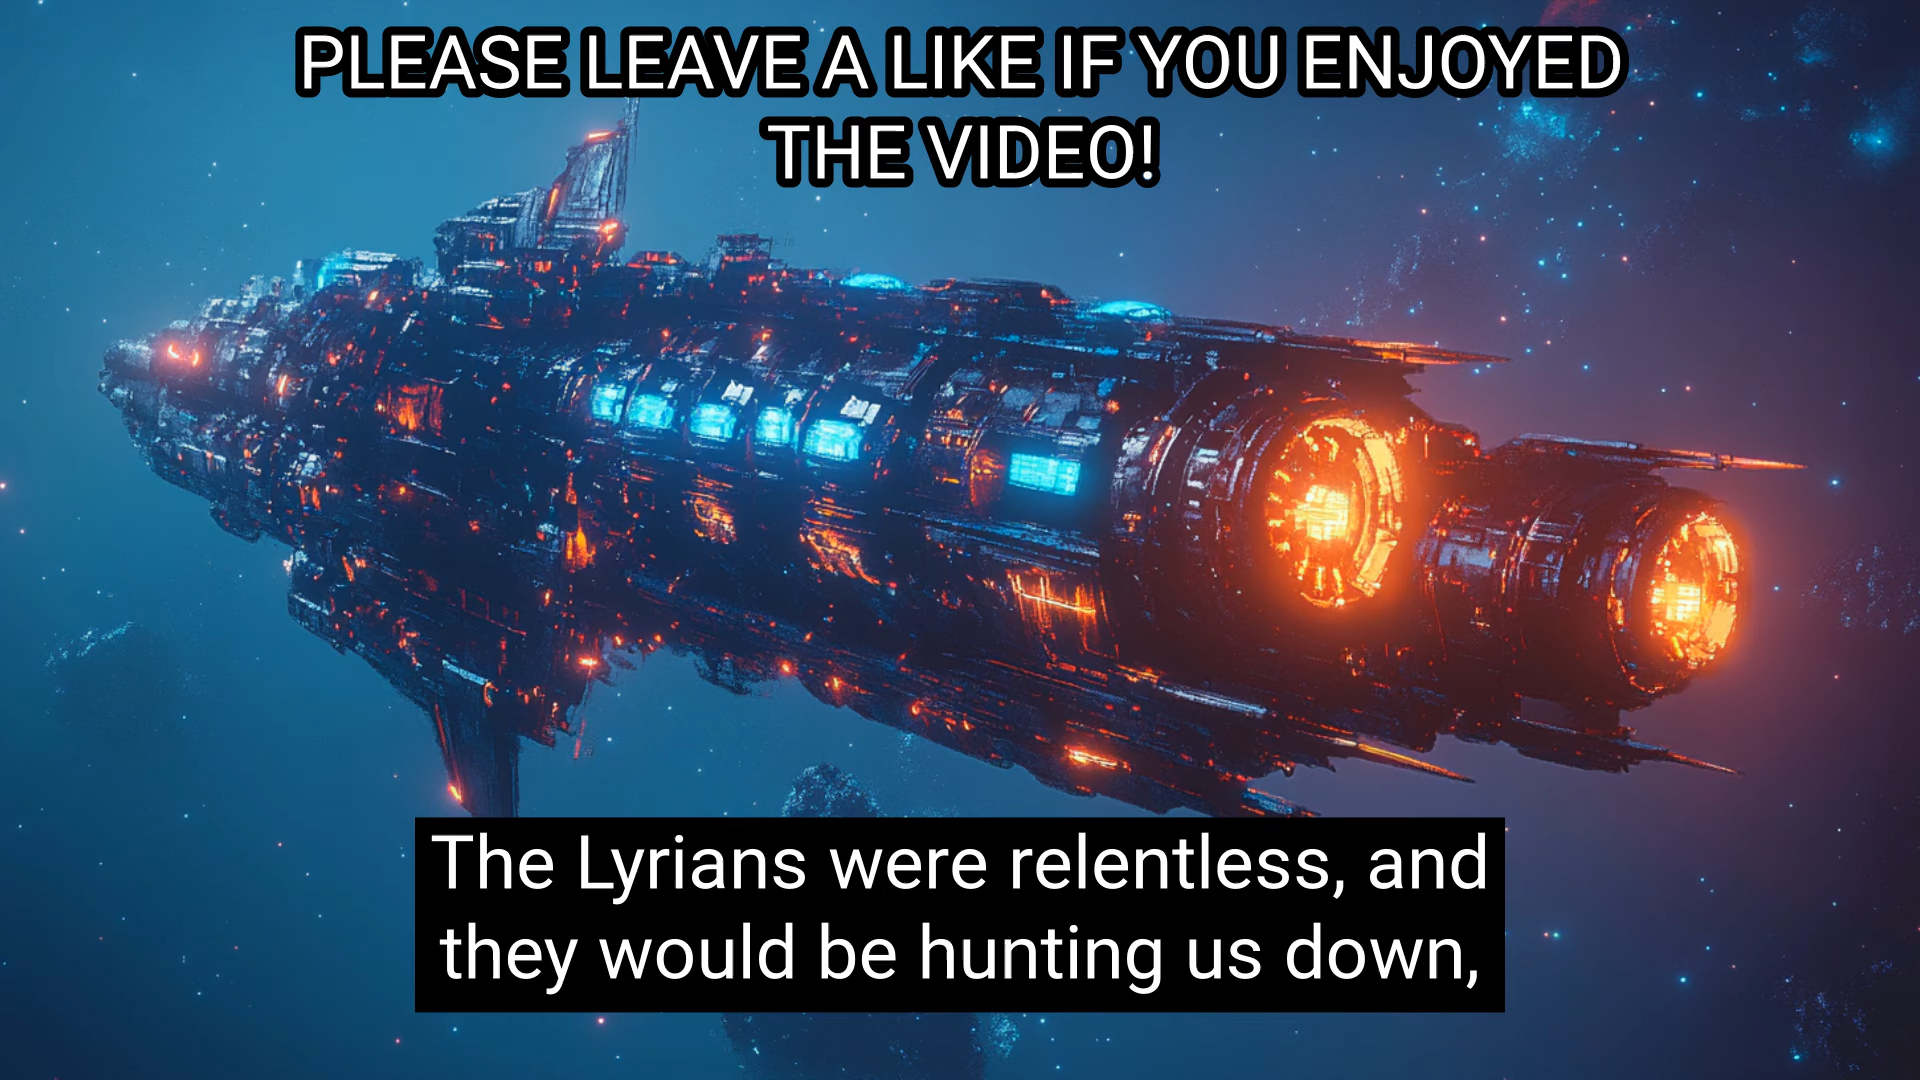 PLEASE LEAVE A LIKE IF YOU ENJOYED
THE VIDEO!
The Lyrians were relentless, and
they would be hunting us down,